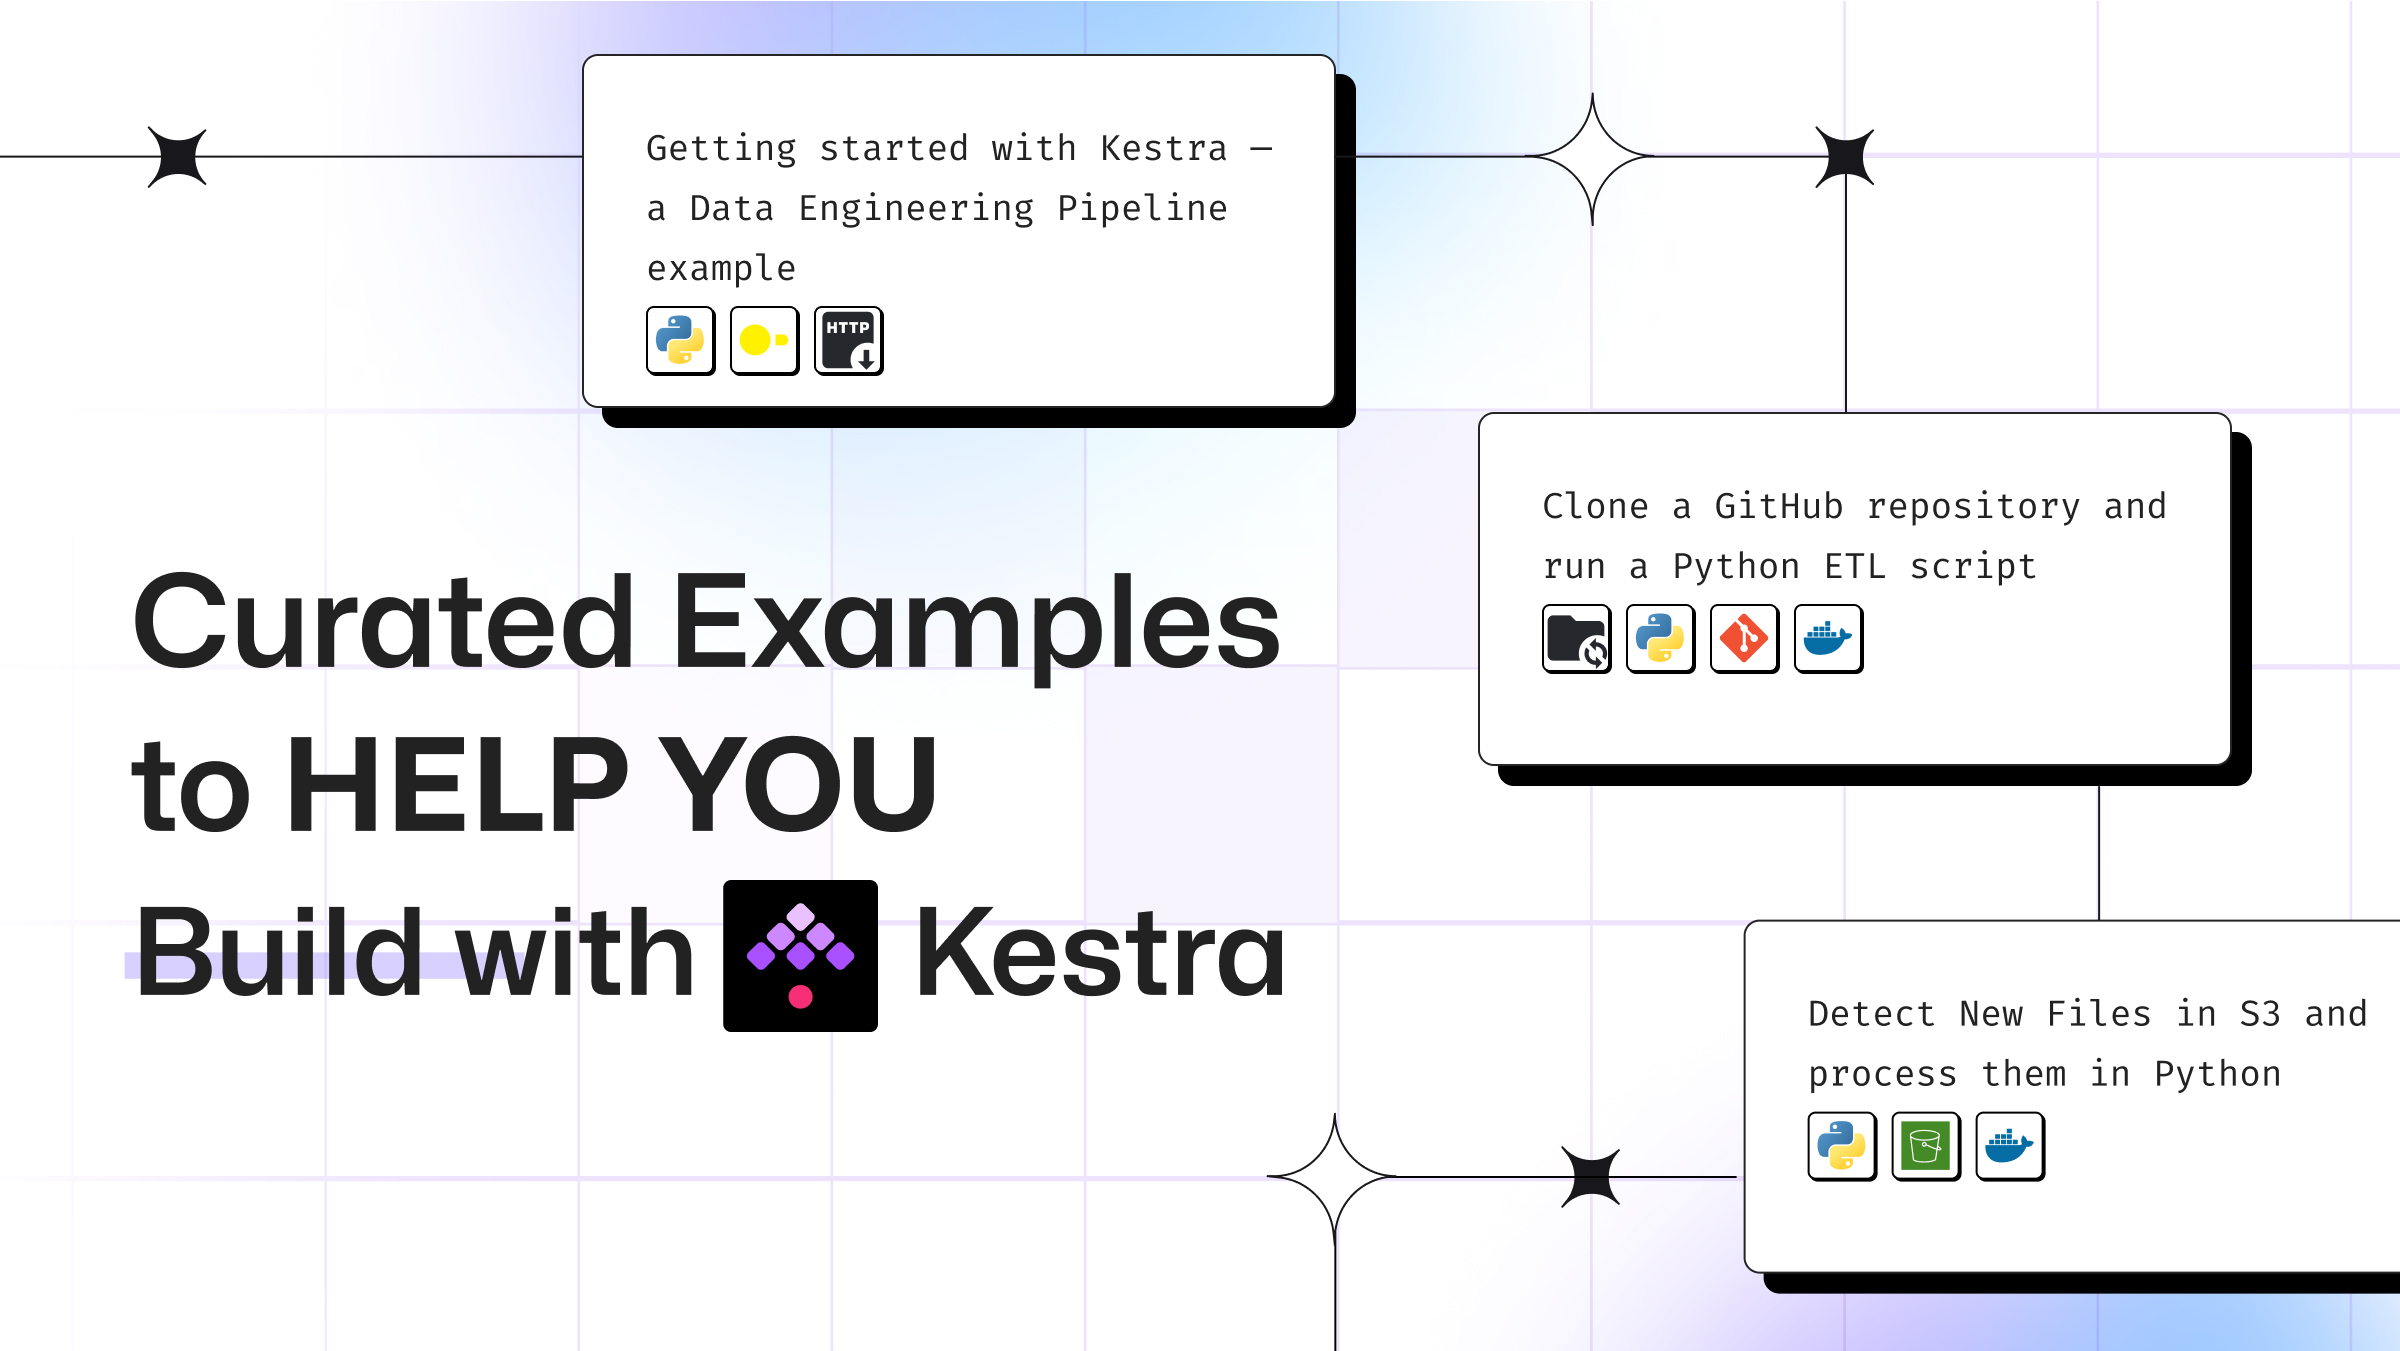 Getting started with Kestra —
a Data Engineering Pipeline
example
HTTP
Clone a GitHub repository and
run a Python ETL script
Curated Examples
to HELP YOU
Build with Kestra
Detect New Files in S3 and
process them in Python